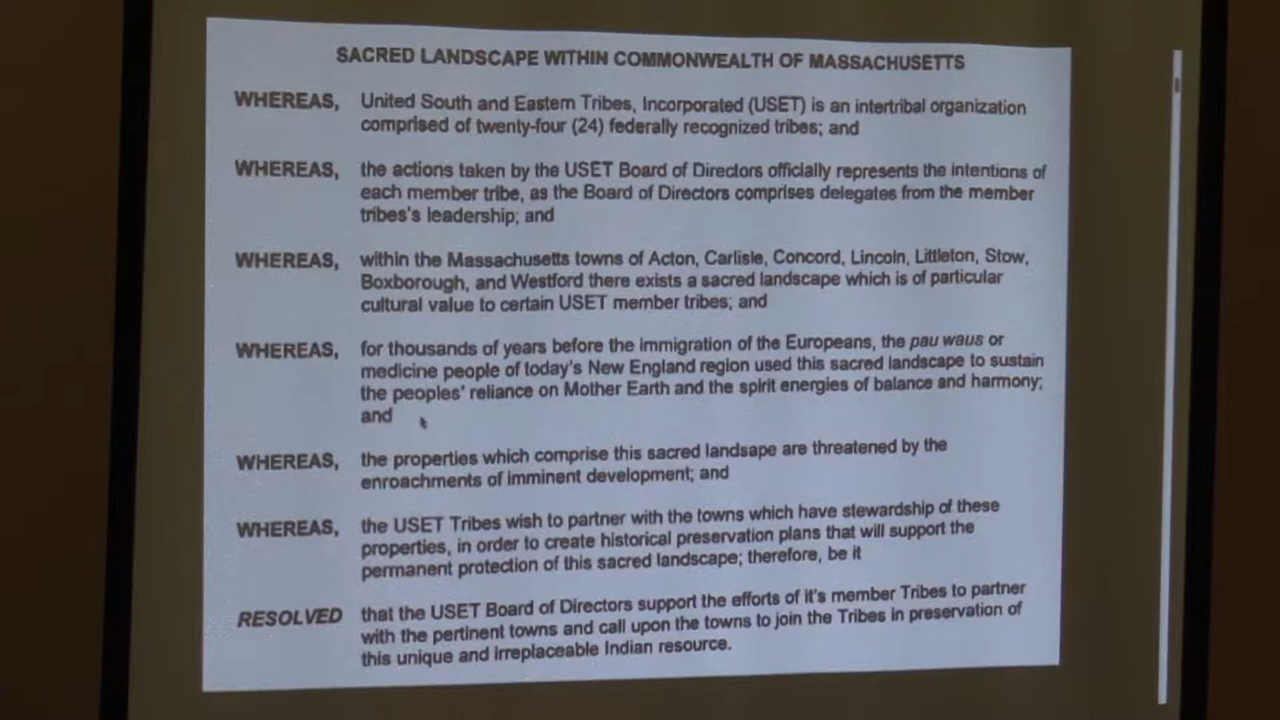 SACRED LANDSCAPE WITHIN COMMONWEALTH OF MASSACHUSETTS
WHEREAS, United South and Eastern Tribes, Incorporated (USET) is an intertribal organization
comprised of twenty-four (24) federally recognized tribes; and
WHEREAS, the actions taken by the USET Board of Directors officially represents the intentions of
each member tribe, as the Board of Directors comprises delegates from the member
tribes's leadership; and
WHEREAS, within the Massachusetts towns of Acton, Carlisle, Concord, Lincoln, Littleton, Stow,
Boxborough, and Westford there exists a sacred landscape which is of particular
cultural value to certain USET member tribes; and
WHEREAS, for thousands of years before the immigration of the Europeans, the pau waus or
medicine people of today's New England region used this sacred landscape to sustain
the peoples' reliance on Mother Earth and the spirit energies of balance and harmony;
and
WHEREAS, the properties which comprise this sacred landsape are threatened by the
enroachments of imminent development; and
WHEREAS, the USET Tribes wish to partner with the towns which have stewardship of these
properties, in order to create historical preservation plans that will support the
permanent protection of this sacred landscape; therefore, be it
RESOLVED that the USET Board of Directors support the efforts of it's member Tribes to partner
with the pertinent towns and call upon the towns to join the Tribes in preservation of
this unique and irreplaceable Indian resource.